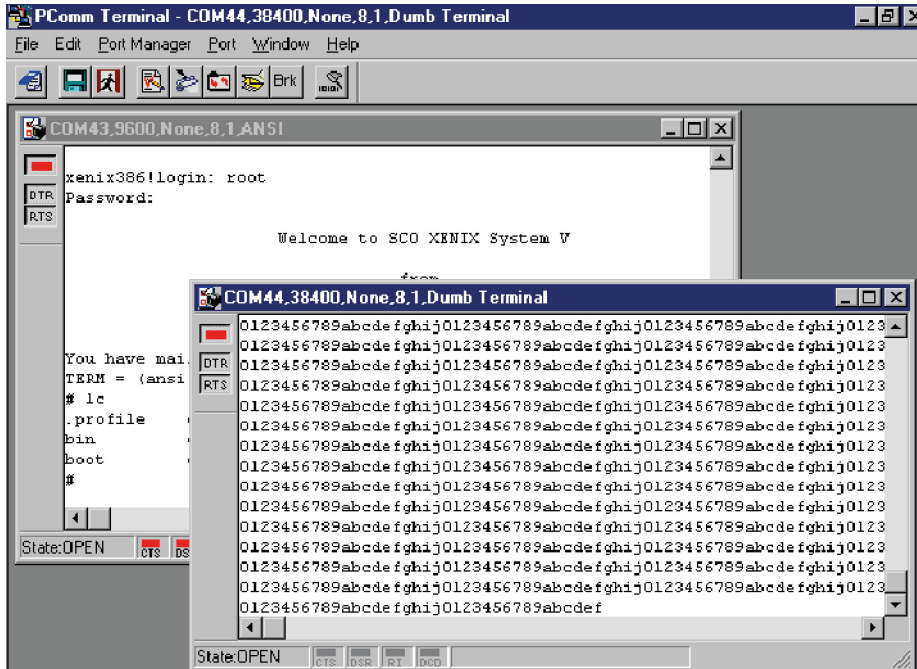 PComm Terminal - COM44,38400,None,8,1,Dumb Terminal
File Edit Port Manager Port Window Help
Brk
COM43,9600,None,8,1,ANSI
DTR
RTS
xenix386!login: root
Password:
Welcome to SCO XENIX System V
from
You have mai
TERM = (ansi
# lc
.profile
bin
boot
#
State:OPEN CTS
COM44,38400,None,8,1,Dumb Terminal
DTR
RTS
0123456789abcdefghij0123456789abcdefghij0123456789abcdefghij0123
0123456789abcdefghij0123456789abcdefghij0123456789abcdefghij0123
0123456789abcdefghij0123456789abcdefghij0123456789abcdefghij0123
0123456789abcdefghij0123456789abcdefghij0123456789abcdefghij0123
0123456789abcdefghij0123456789abcdefghij0123456789abcdefghij0123
0123456789abcdefghij0123456789abcdefghij0123456789abcdefghij0123
0123456789abcdefghij0123456789abcdefghij0123456789abcdefghij0123
0123456789abcdefghij0123456789abcdefghij0123456789abcdefghij0123
0123456789abcdefghij0123456789abcdefghij0123456789abcdefghij0123
0123456789abcdefghij0123456789abcdefghij0123456789abcdefghij0123
0123456789abcdefghij0123456789abcdefghij0123456789abcdefghij0123
0123456789abcdefghij0123456789abcdefghij0123456789abcdefghij0123
0123456789abcdefghij0123456789abcdefghij0123456789abcdefghij0123
0123456789abcdefghij0123456789abcdefghij0123456789abcdefghij0123
0123456789abcdefghij0123456789abcdef
State:OPEN CTS DSR RI DCD